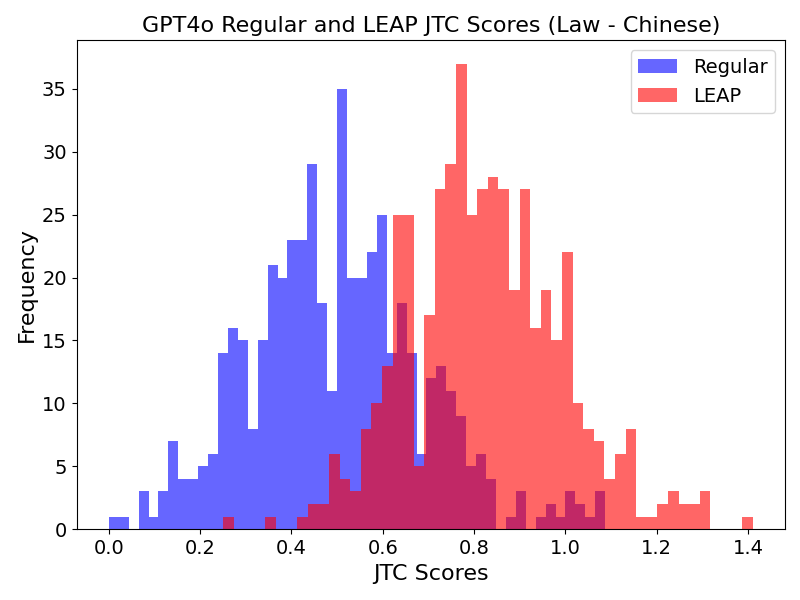 GPT4o Regular and LEAP JTC Scores (Law - Chinese)
Regular
LEAP
Frequency
35
30
25
20
15
10
5
0
0.0 0.2 0.4 0.6 0.8 1.0 1.2 1.4
JTC Scores